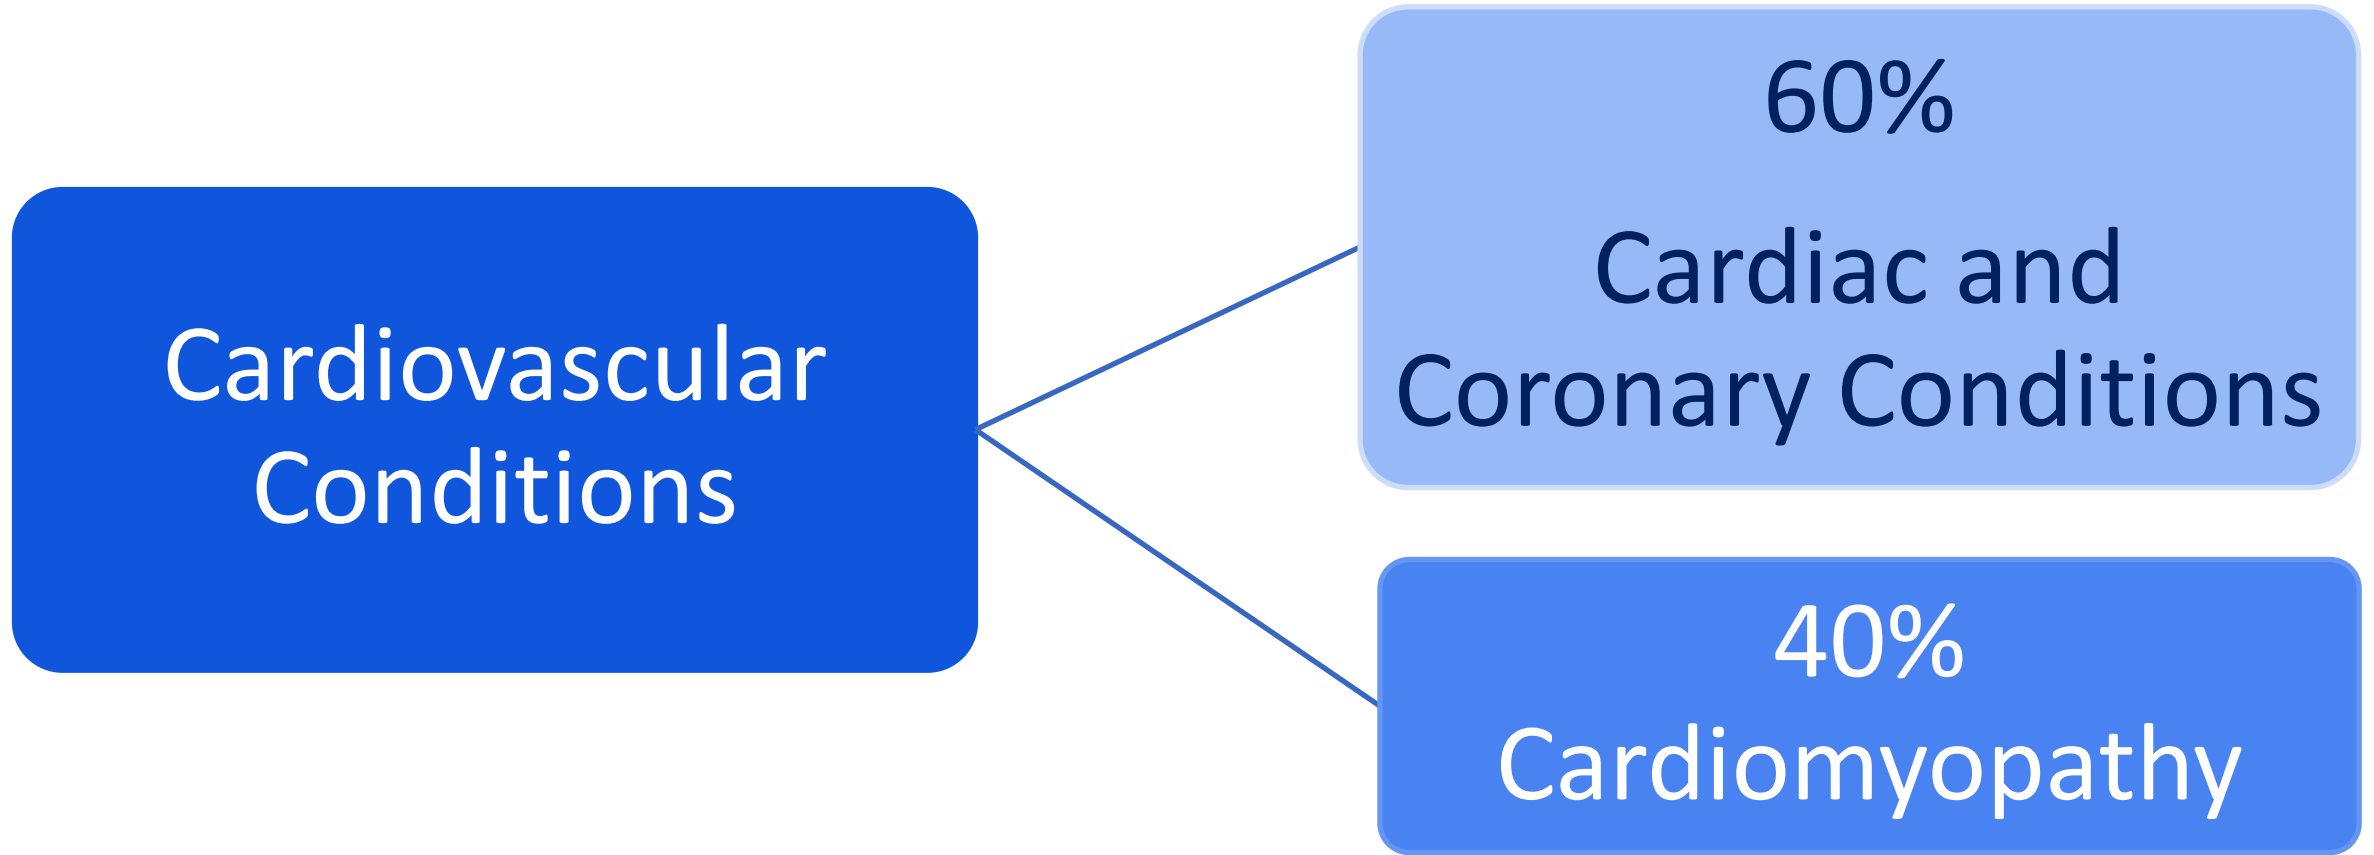 Cardiovascular
Conditions
60%
Cardiac and
Coronary Conditions
40%
Cardiomyopathy